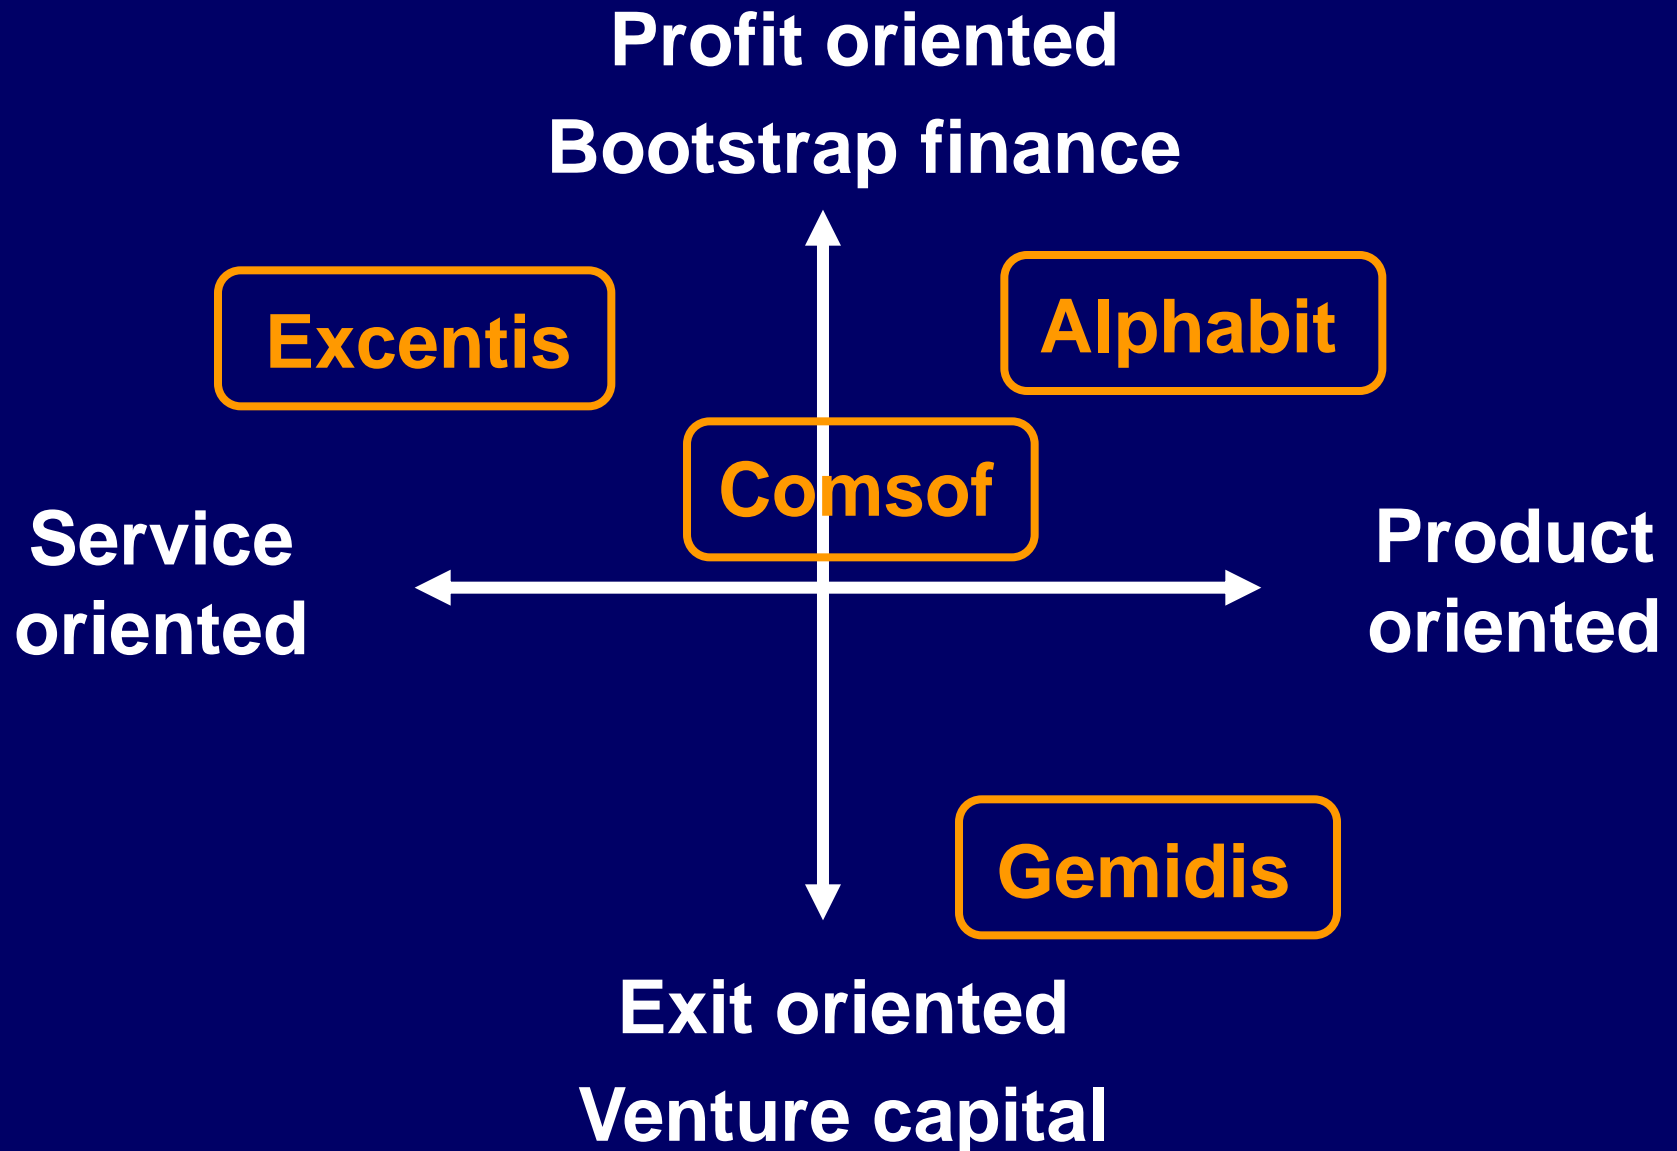 Profit oriented
Bootstrap finance
Excentis
Alphabit
Comsof
Service
oriented
Product
oriented
Gemidis
Exit oriented
Venture capital